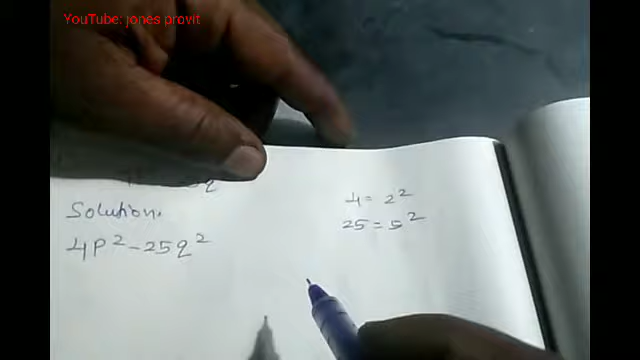 YouTube: jones provit
Solution.
4 = 2²
25 = 5²
4p² - 25q²